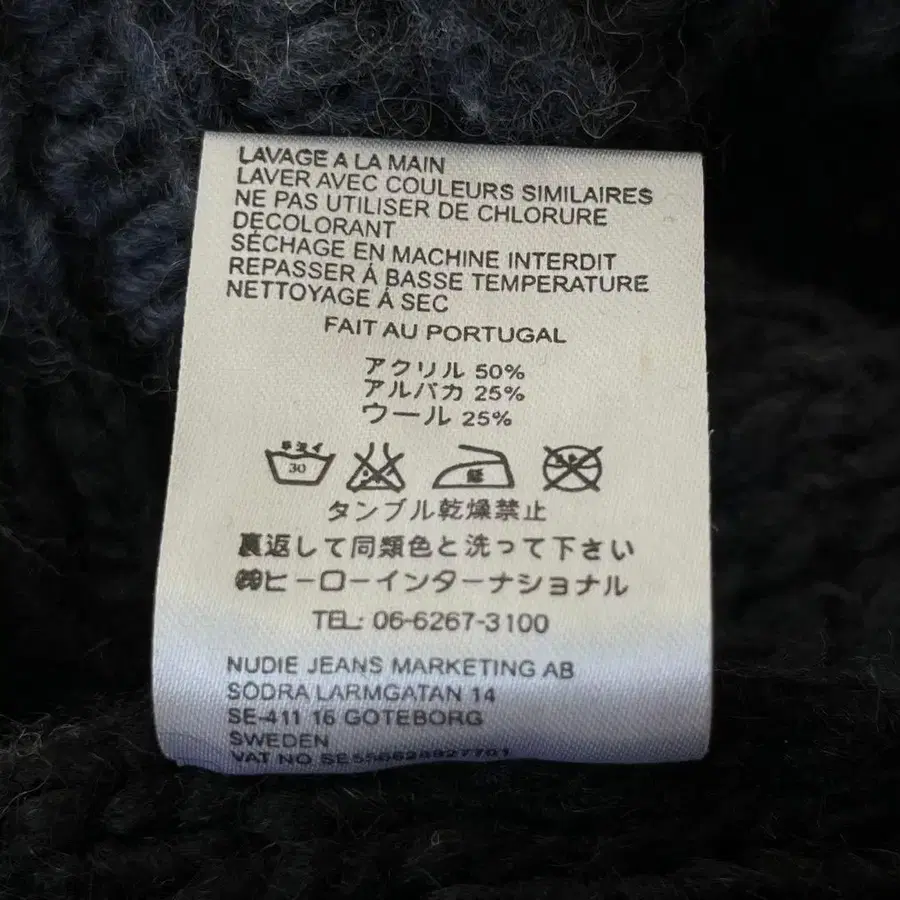 LAVAGE A LA MAIN
LAVER AVEC COULEURS SIMILAIRES
NE PAS UTILISER DE CHLORURE
DÉCOLORANT
SÉCHAGE EN MACHINE INTERDIT
REPASSER Á BASSE TEMPERATURE
NETTOYAGE Á SEC
FAIT AU PORTUGAL
アクリル 50%
アルパカ 25%
ウール 25%
30
タンブル乾燥禁止
裏返して同類色と洗って下さい
㈱ヒーローインターナショナル
TEL: 06-6267-3100
NUDIE JEANS MARKETING AB
SÖDRA LARMGATAN 14
SE-411 16 GÖTEBORG
SWEDEN
VAT NO